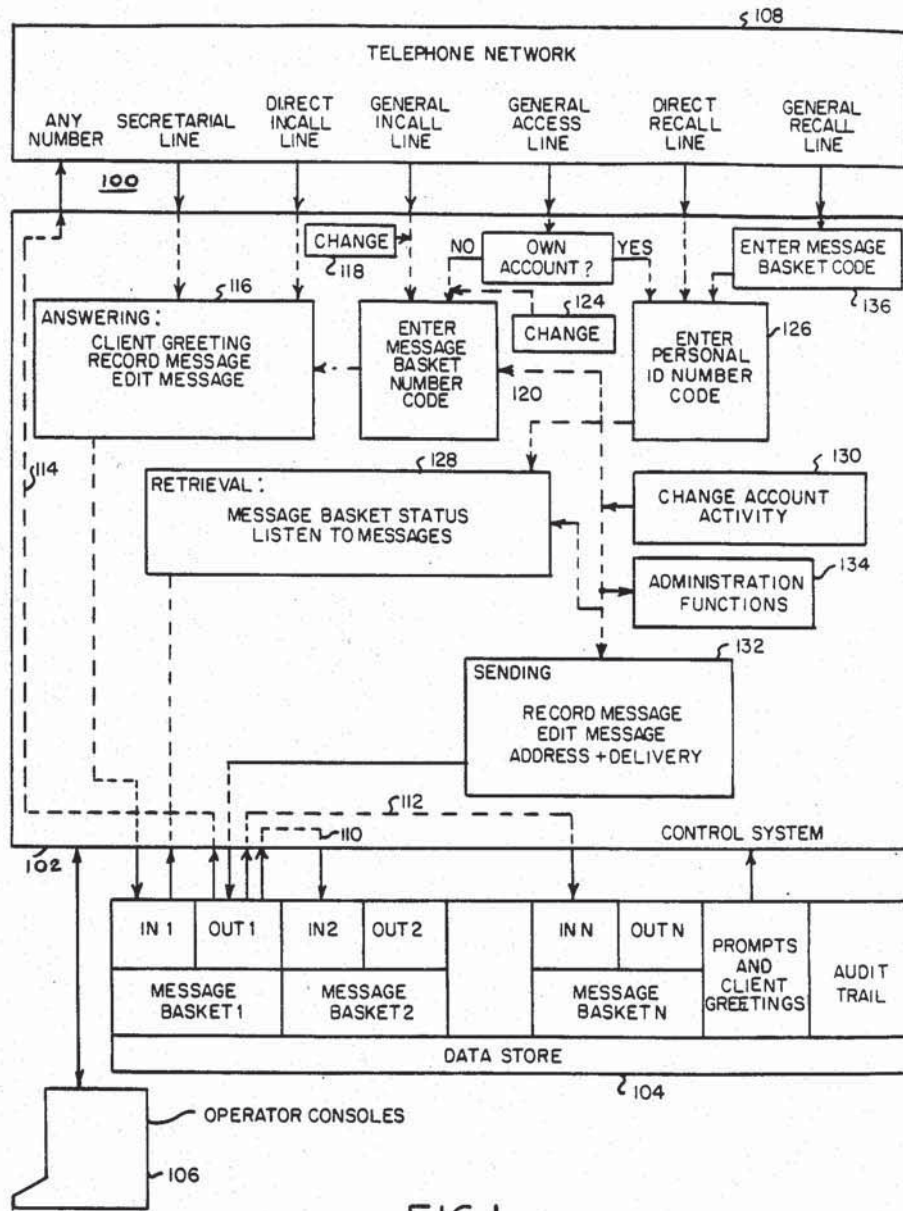 108
TELEPHONE NETWORK
ANY NUMBER
SECRETARIAL LINE
DIRECT INCALL LINE
GENERAL INCALL LINE
GENERAL ACCESS LINE
DIRECT RECALL LINE
GENERAL RECALL LINE
100
CHANGE
118
NO
OWN ACCOUNT?
YES
ENTER MESSAGE BASKET CODE
136
116
ANSWERING:
CLIENT GREETING
RECORD MESSAGE
EDIT MESSAGE
ENTER
MESSAGE
BASKET
NUMBER
CODE
120
124
CHANGE
126
ENTER
PERSONAL
ID NUMBER
CODE
114
128
RETRIEVAL:
MESSAGE BASKET STATUS
LISTEN TO MESSAGES
130
CHANGE ACCOUNT
ACTIVITY
134
ADMINISTRATION
FUNCTIONS
132
SENDING
RECORD MESSAGE
EDIT MESSAGE
ADDRESS + DELIVERY
112
110
CONTROL SYSTEM
102
IN 1
OUT 1
IN 2
OUT 2
IN N
OUT N
MESSAGE
BASKET 1
MESSAGE
BASKET 2
MESSAGE
BASKET N
PROMPTS
AND
CLIENT
GREETINGS
AUDIT
TRAIL
DATA STORE
104
OPERATOR CONSOLES
106
FIG. 1